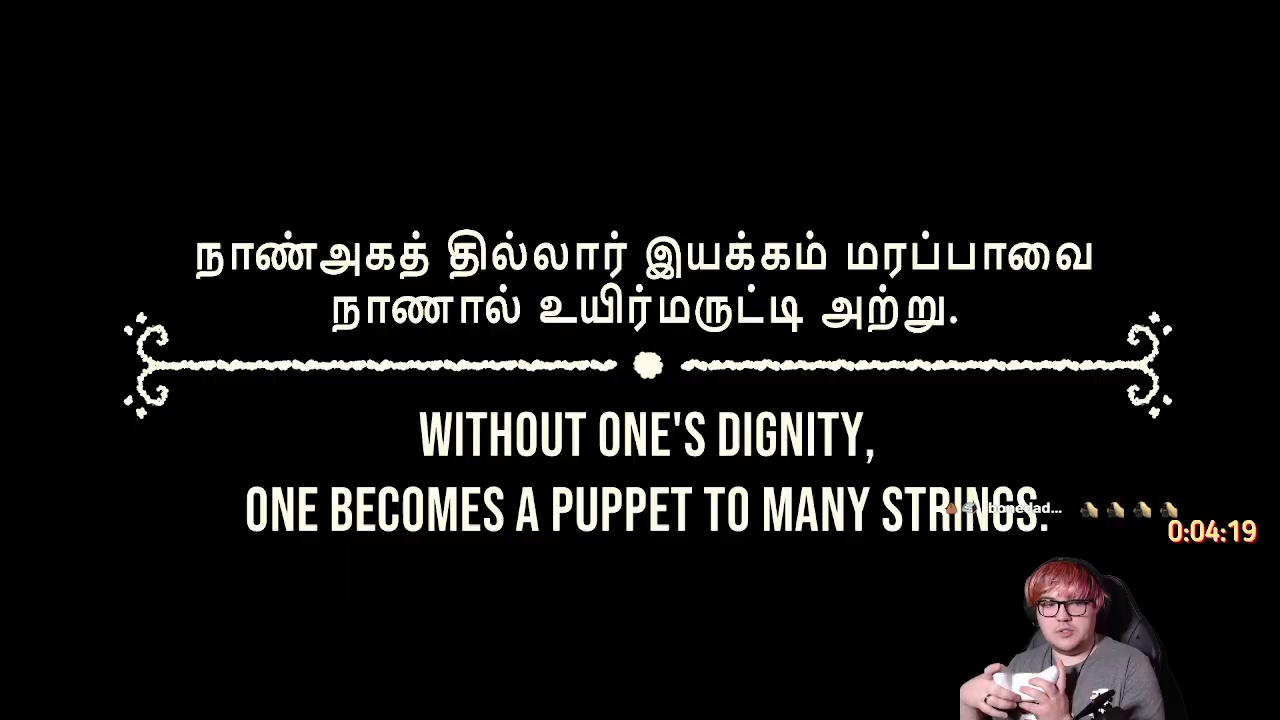 நாண்அகத் தில்லார் இயக்கம் மரப்பாவை
நாணால் உயிர்மருட்டி அற்று.
WITHOUT ONE'S DIGNITY,
ONE BECOMES A PUPPET TO MANY STRINGS.
bonedad...
0:04:19